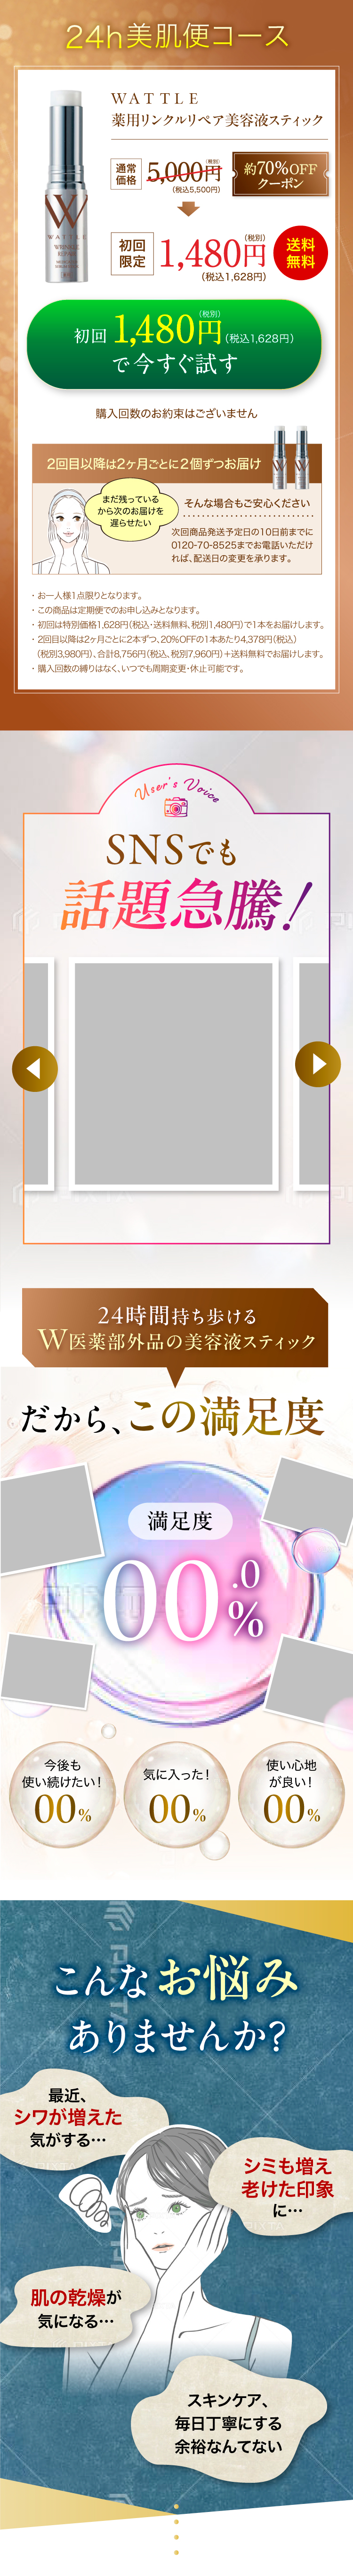 24h美肌便コース
WATTLE
薬用リンクルリペア美容液スティック
通常
価格
5,000円
(税別)
(税込5,500円)
約70%OFF
クーポン
初回
限定
1,480円
(税別)
(税込1,628円)
送料
無料
初回 1,480円(税別)(税込1,628円)
で今すぐ試す
購入回数のお約束はございません
2回目以降は2ヶ月ごとに2個ずつお届け
まだ残っている
から次のお届けを
遅らせたい
そんな場合もご安心ください
次回商品発送予定日の10日前までに
0120-70-8525までお電話いただけ
れば、配送日の変更を承ります。
・お一人様1点限りとなります。
・この商品は定期便でのお申し込みとなります。
・初回は特別価格1,628円(税込・送料無料、税別1,480円)で1本をお届けします。
・2回目以降は2ヶ月ごとに2本ずつ、20%OFFの1本あたり4,378円(税込)
(税別3,980円)、合計8,756円(税込、税別7,960円)+送料無料でお届けします。
・購入回数の縛りはなく、いつでも周期変更・休止可能です。
User's Voice
SNSでも
話題急騰!
24時間持ち歩ける
W医薬部外品の美容液スティック
だから、この満足度
満足度
00.0%
今後も
使い続けたい!
00%
気に入った!
00%
使い心地
が良い!
00%
こんなお悩み
ありませんか?
最近、
シワが増えた
気がする…
シミも増え
老けた印象
に…
肌の乾燥が
気になる…
スキンケア、
毎日丁寧にする
余裕なんてない